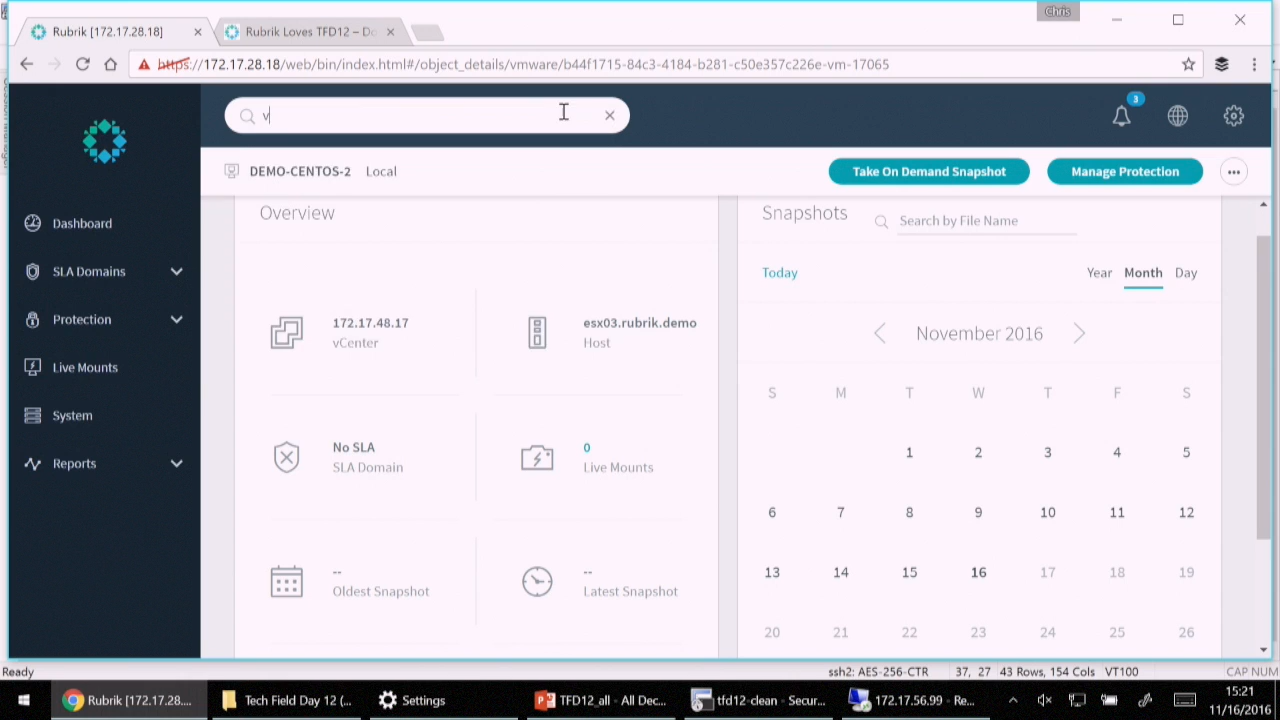 Chris
Rubrik [172.17.28.18]
Rubrik Loves TFD12 – Do
https://172.17.28.18/web/bin/index.html#/object_details/vmware/b44f1715-84c3-4184-b281-c50e357c226e-vm-17065
v
3
DEMO-CENTOS-2 Local
Take On Demand Snapshot
Manage Protection
Dashboard
SLA Domains
Protection
Live Mounts
System
Reports
Overview
172.17.48.17
vCenter
esx03.rubrik.demo
Host
No SLA
SLA Domain
0
Live Mounts
--
Oldest Snapshot
--
Latest Snapshot
Snapshots
Search by File Name
Today
Year Month Day
November 2016
S M T W T F S
1 2 3 4 5
6 7 8 9 10 11 12
13 14 15 16 17 18 19
20 21 22 23 24 25 26
Ready
ssh2: AES-256-CTR 37, 27 43 Rows, 154 Cols VT100 CAP NUM
Rubrik [172.17.28....
Tech Field Day 12 (...
Settings
TFD12_all - All Dec...
tfd12-clean - Secur...
172.17.56.99 - Re...
15:21
11/16/2016